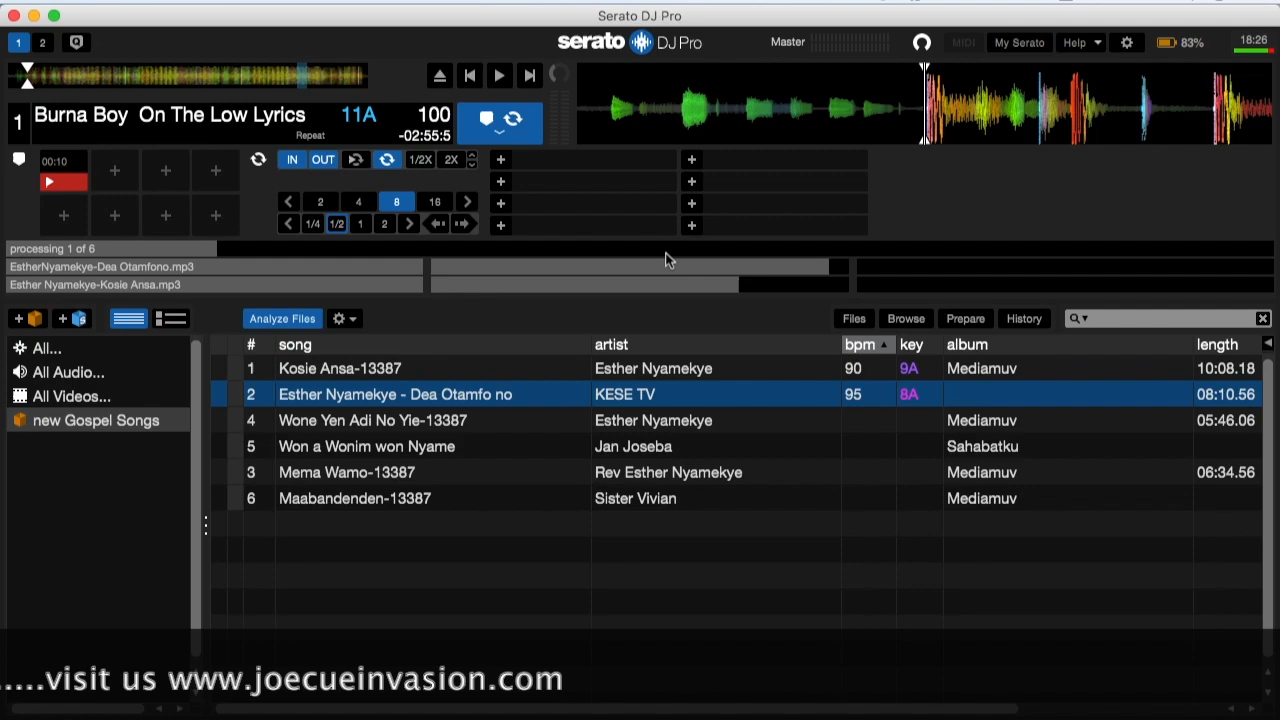 Serato DJ Pro
1 2
serato DJ Pro
Master
MIDI
My Serato
Help
83%
18:26
1
Burna Boy On The Low Lyrics 11A 100
Repeat -02:55:5
00:10
IN OUT 1/2X 2X
2 4 8 16
1/4 1/2 1 2
processing 1 of 6
EstherNyamekye-Dea Otamfono.mp3
Esther Nyamekye-Kosie Ansa.mp3
Analyze Files
Files Browse Prepare History
All...
All Audio...
All Videos...
new Gospel Songs
# song artist bpm key album length
1 Kosie Ansa-13387 Esther Nyamekye 90 9A Mediamuv 10:08.18
2 Esther Nyamekye - Dea Otamfo no KESE TV 95 8A 08:10.56
4 Wone Yen Adi No Yie-13387 Esther Nyamekye Mediamuv 05:46.06
5 Won a Wonim won Nyame Jan Joseba Sahabatku
3 Mema Wamo-13387 Rev Esther Nyamekye Mediamuv 06:34.56
6 Maabandenden-13387 Sister Vivian Mediamuv
.....visit us www.joecueinvasion.com